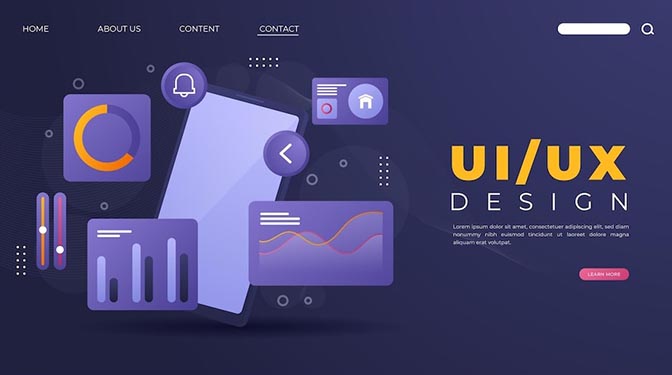 HOME
ABOUT US
CONTENT
CONTACT
UI/UX
DESIGN
Lorem ipsum dolor sit amet, consectetuer adipiscing elit, sed diam
nonummy nibh euismod tincidunt ut laoreet dolore magna
aliquam erat volutpat.
LEARN MORE